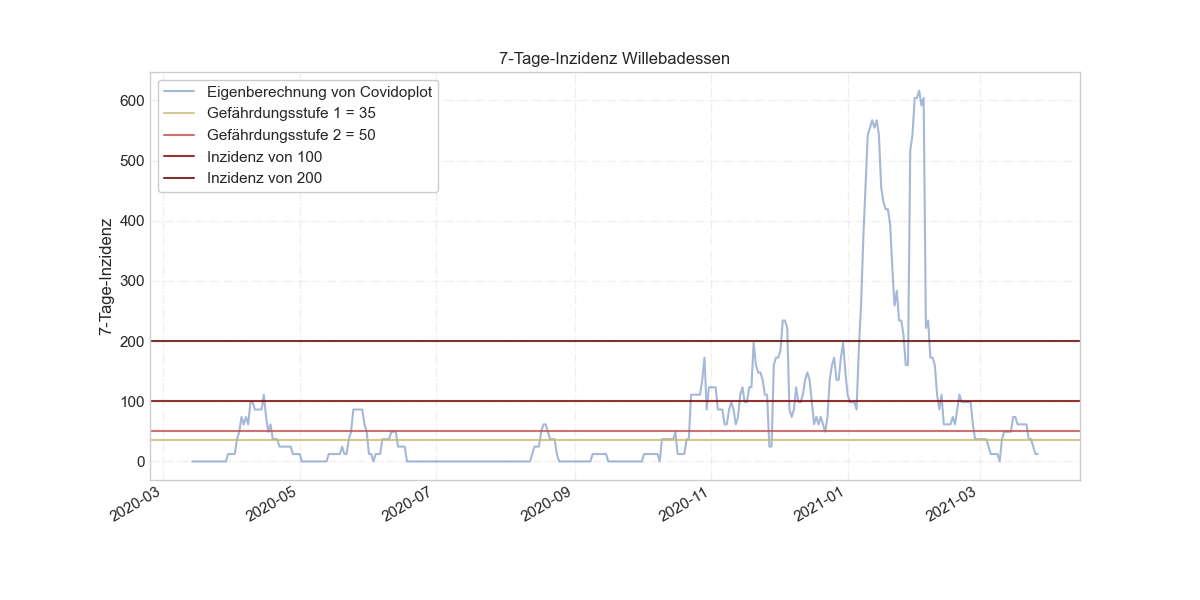 7-Tage-Inzidenz Willebadessen
Eigenberechnung von Covidoplot
Gefährdungsstufe 1 = 35
Gefährdungsstufe 2 = 50
Inzidenz von 100
Inzidenz von 200
7-Tage-Inzidenz
600
500
400
300
200
100
0
2020-03
2020-05
2020-07
2020-09
2020-11
2021-01
2021-03